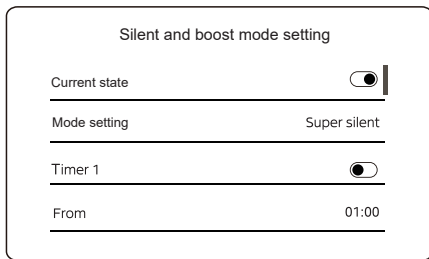 Silent and boost mode setting
Current state
Mode setting Super silent
Timer 1
From 01:00